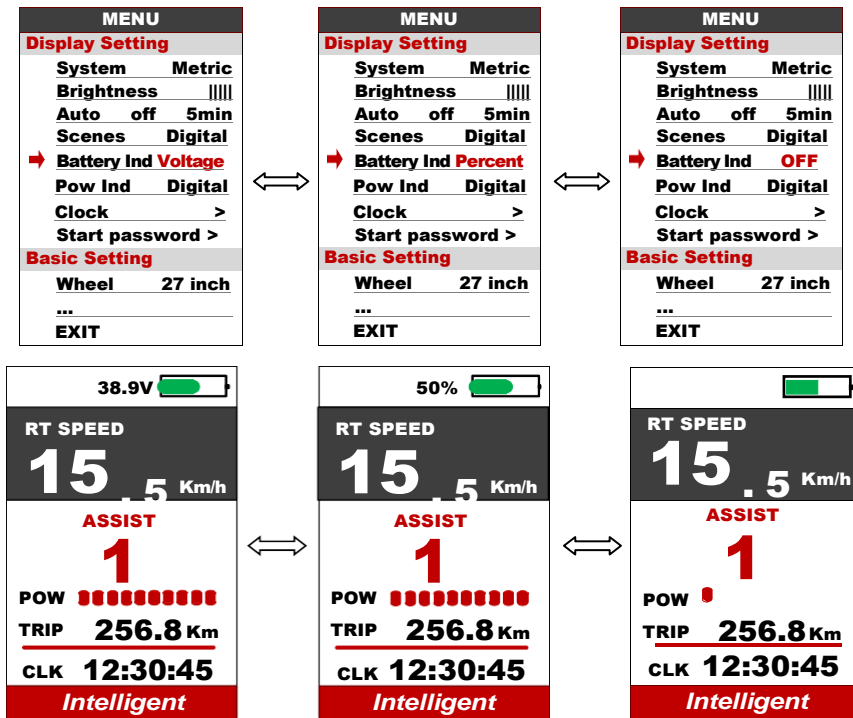 MENU
Display Setting
System Metric
Brightness |||||
Auto off 5min
Scenes Digital
Battery Ind Voltage
Pow Ind Digital
Clock >
Start password >
Basic Setting
Wheel 27 inch
...
EXIT
MENU
Display Setting
System Metric
Brightness |||||
Auto off 5min
Scenes Digital
Battery Ind Percent
Pow Ind Digital
Clock >
Start password >
Basic Setting
Wheel 27 inch
...
EXIT
MENU
Display Setting
System Metric
Brightness |||||
Auto off 5min
Scenes Digital
Battery Ind OFF
Pow Ind Digital
Clock >
Start password >
Basic Setting
Wheel 27 inch
...
EXIT
38.9V
RT SPEED
15.5 Km/h
ASSIST
1
POW
TRIP 256.8 Km
CLK 12:30:45
Intelligent
50%
RT SPEED
15.5 Km/h
ASSIST
1
POW
TRIP 256.8 Km
CLK 12:30:45
Intelligent
RT SPEED
15.5 Km/h
ASSIST
1
POW
TRIP 256.8 Km
CLK 12:30:45
Intelligent